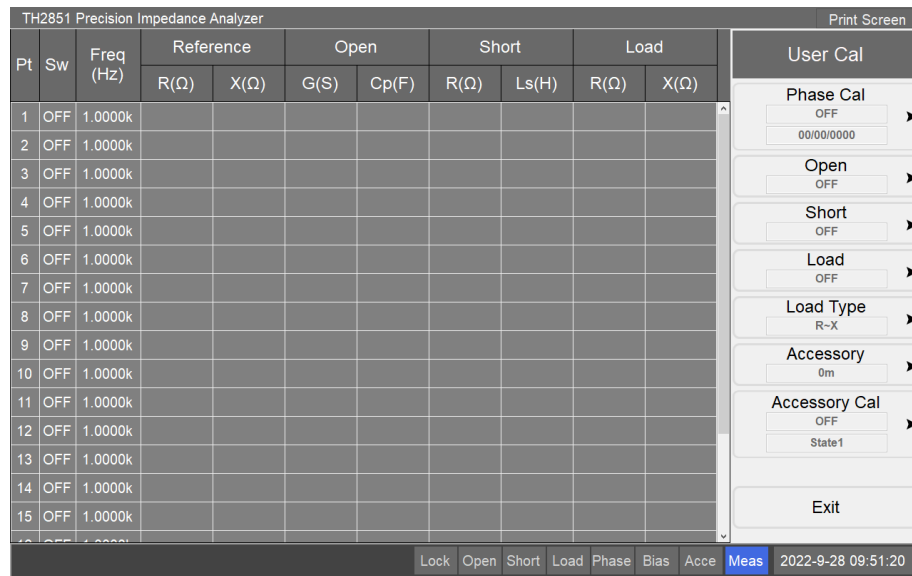 TH2851 Precision Impedance Analyzer Print Screen
Pt Sw Freq (Hz) Reference Open Short Load
R(Ω) X(Ω) G(S) Cp(F) R(Ω) Ls(H) R(Ω) X(Ω)
1 OFF 1.0000k
2 OFF 1.0000k
3 OFF 1.0000k
4 OFF 1.0000k
5 OFF 1.0000k
6 OFF 1.0000k
7 OFF 1.0000k
8 OFF 1.0000k
9 OFF 1.0000k
10 OFF 1.0000k
11 OFF 1.0000k
12 OFF 1.0000k
13 OFF 1.0000k
14 OFF 1.0000k
15 OFF 1.0000k
User Cal
Phase Cal
OFF
00/00/0000
Open
OFF
Short
OFF
Load
OFF
Load Type
R~X
Accessory
0m
Accessory Cal
OFF
State1
Exit
Lock Open Short Load Phase Bias Acce Meas 2022-9-28 09:51:20